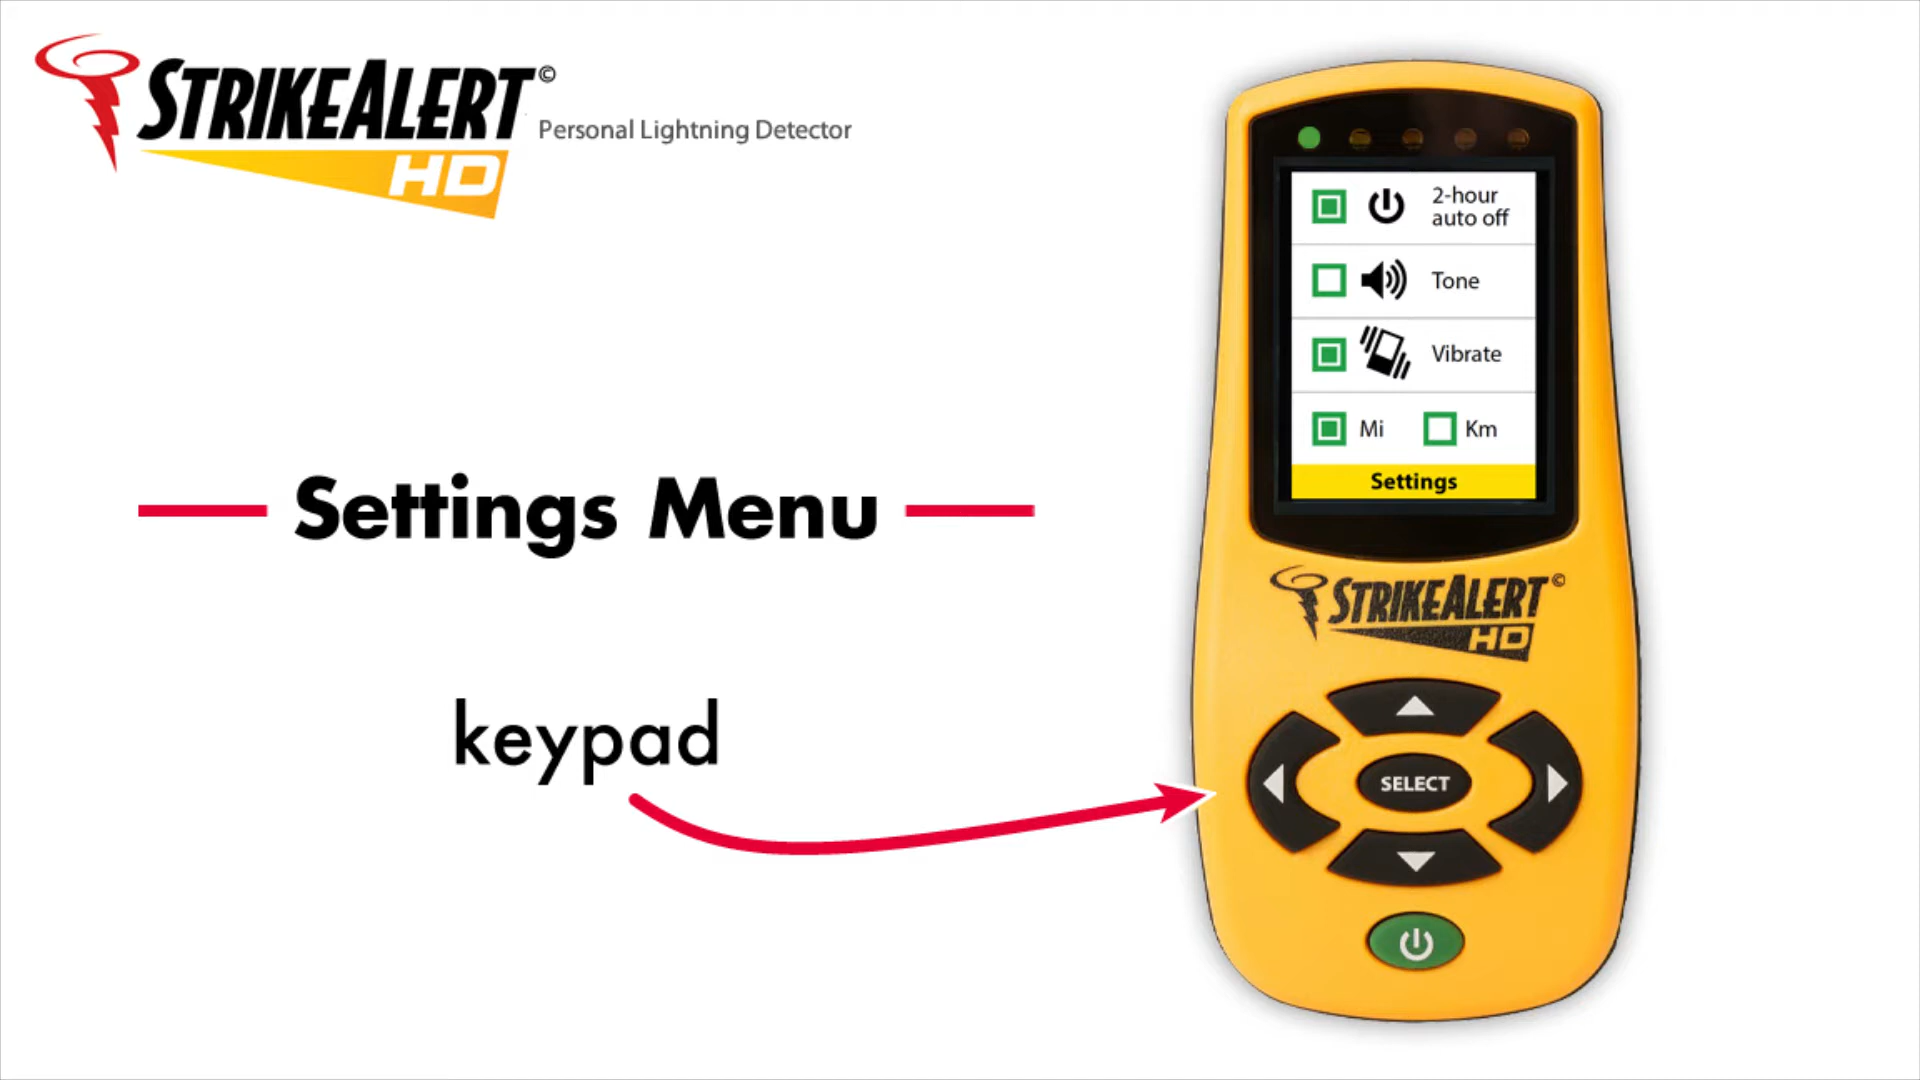 STRIKEALERT©
HD
Personal Lightning Detector
Settings Menu
keypad
2-hour
auto off
Tone
Vibrate
Mi
Km
Settings
STRIKEALERT©
HD
SELECT